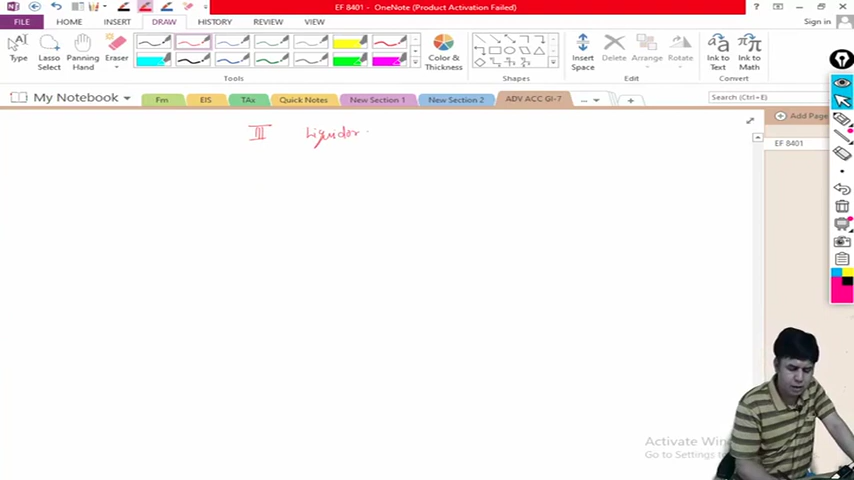 EF 8401 - OneNote (Product Activation Failed)
Sign in
FILE HOME INSERT DRAW HISTORY REVIEW VIEW
Type Lasso Select Panning Hand Eraser Color & Thickness Insert Space Delete Arrange Rotate Ink to Text Ink to Math
Tools Shapes Edit Convert
My Notebook Fm EIS TAx Quick Notes New Section 1 New Section 2 ADV ACC GI-7 ... + Search (Ctrl+E)
Add Page
EF 8401
III
Activate Win
Go to Settings